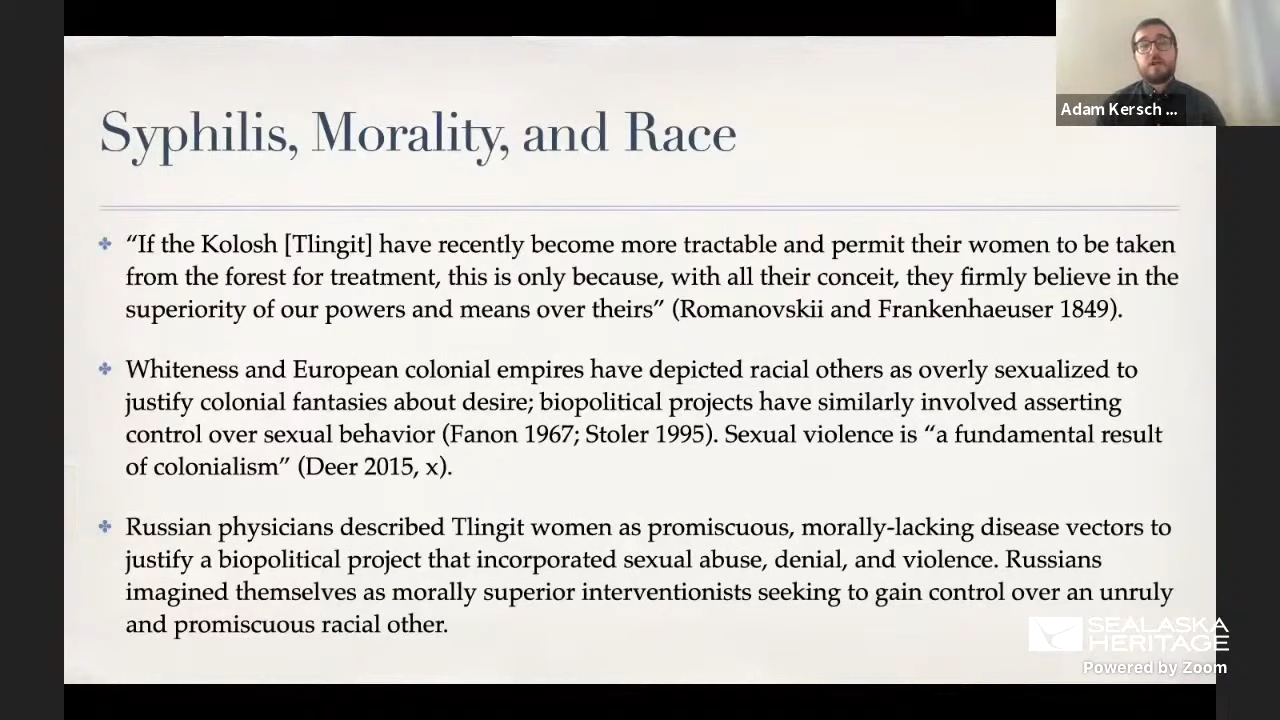 Adam Kersch ...
Syphilis, Morality, and Race
“If the Kolosh [Tlingit] have recently become more tractable and permit their women to be taken
from the forest for treatment, this is only because, with all their conceit, they firmly believe in the
superiority of our powers and means over theirs” (Romanovskii and Frankenhaeuser 1849).
Whiteness and European colonial empires have depicted racial others as overly sexualized to
justify colonial fantasies about desire; biopolitical projects have similarly involved asserting
control over sexual behavior (Fanon 1967; Stoler 1995). Sexual violence is “a fundamental result
of colonialism” (Deer 2015, x).
Russian physicians described Tlingit women as promiscuous, morally-lacking disease vectors to
justify a biopolitical project that incorporated sexual abuse, denial, and violence. Russians
imagined themselves as morally superior interventionists seeking to gain control over an unruly
and promiscuous racial other.
SEALASKA
HERITAGE
Powered by Zoom